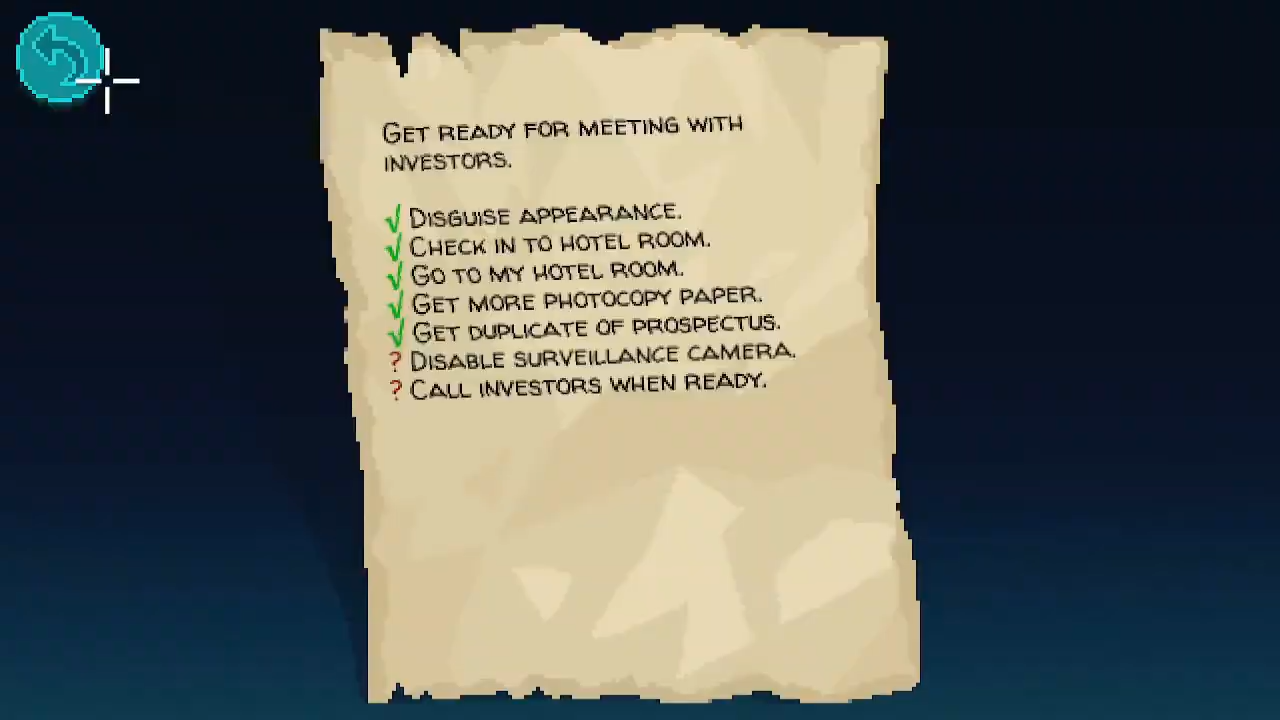 Get ready for meeting with
investors.
√ Disguise appearance.
√ Check in to hotel room.
√ Go to my hotel room.
√ Get more photocopy paper.
√ Get duplicate of prospectus.
? Disable surveillance camera.
? Call investors when ready.